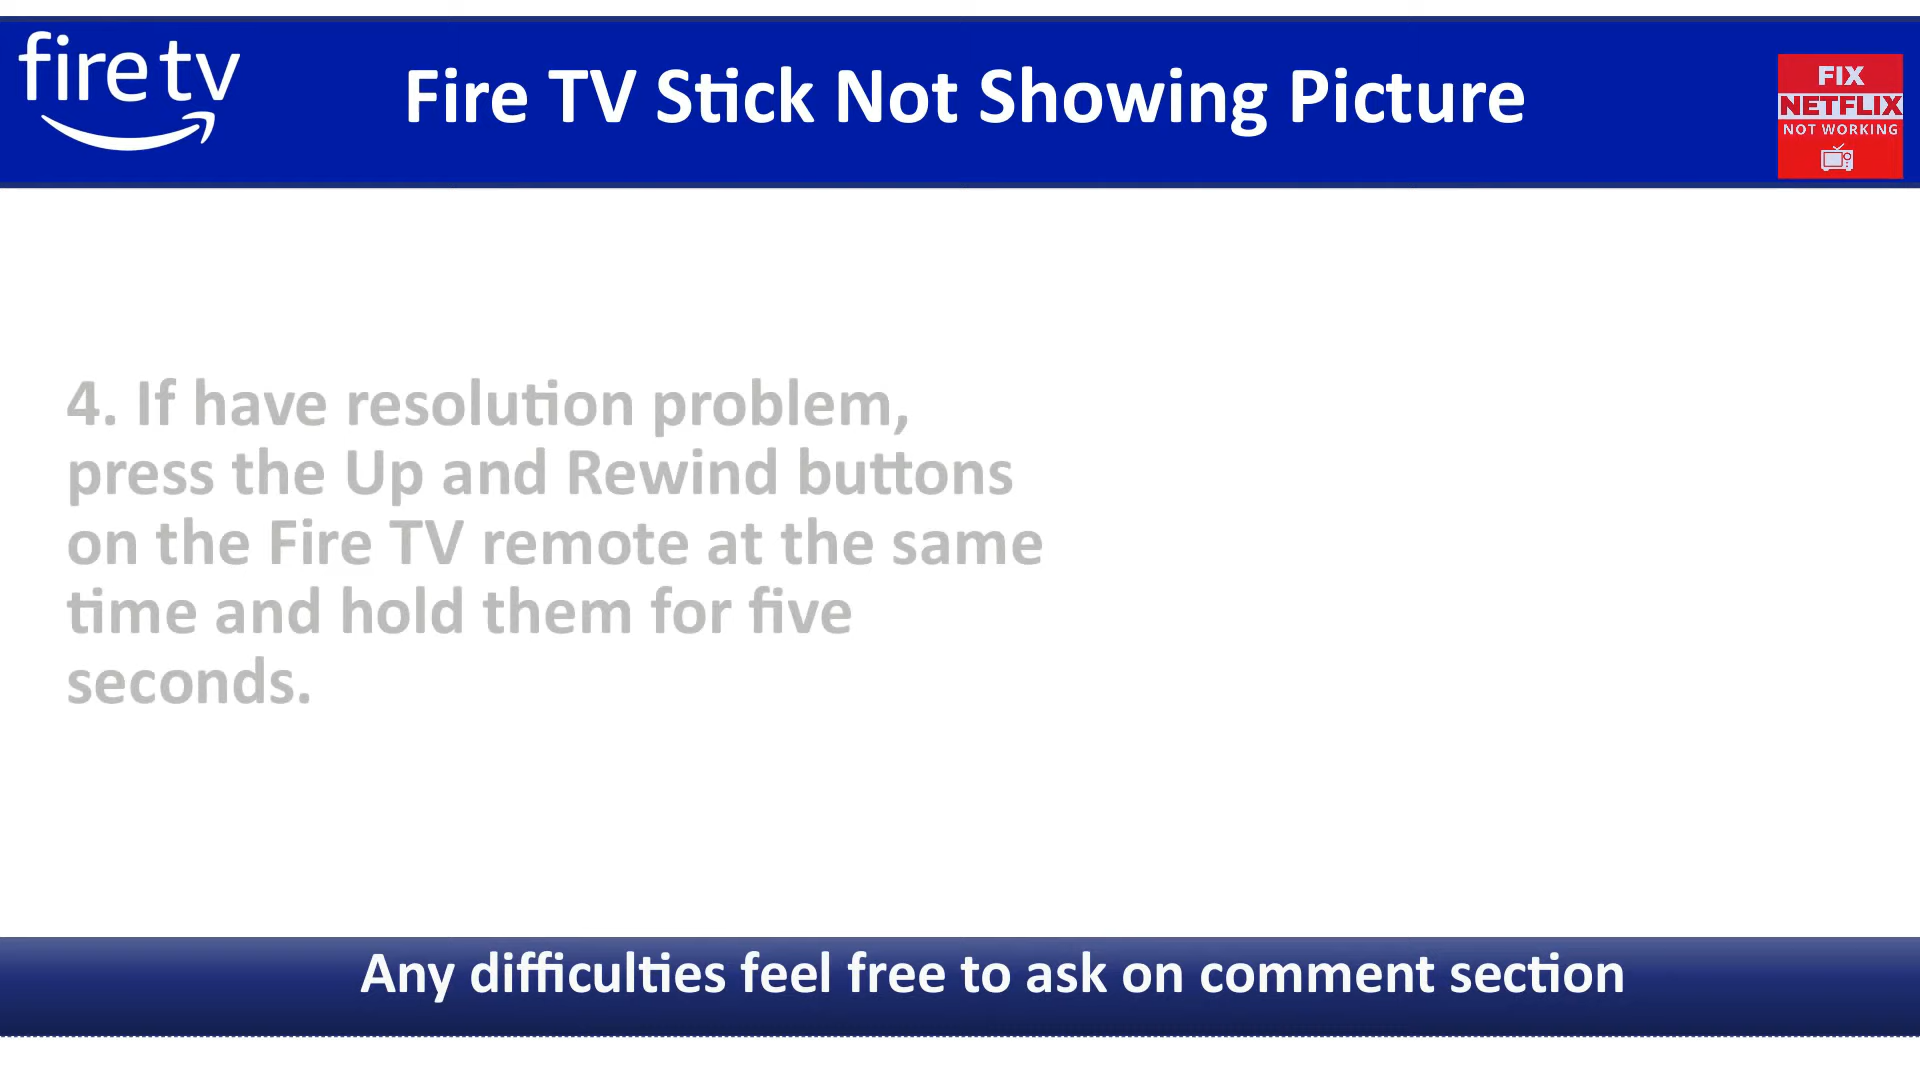 fire tv
Fire TV Stick Not Showing Picture
FIX
NETFLIX
NOT WORKING
4. If have resolution problem,
press the Up and Rewind buttons
on the Fire TV remote at the same
time and hold them for five
seconds.
Any difficulties feel free to ask on comment section